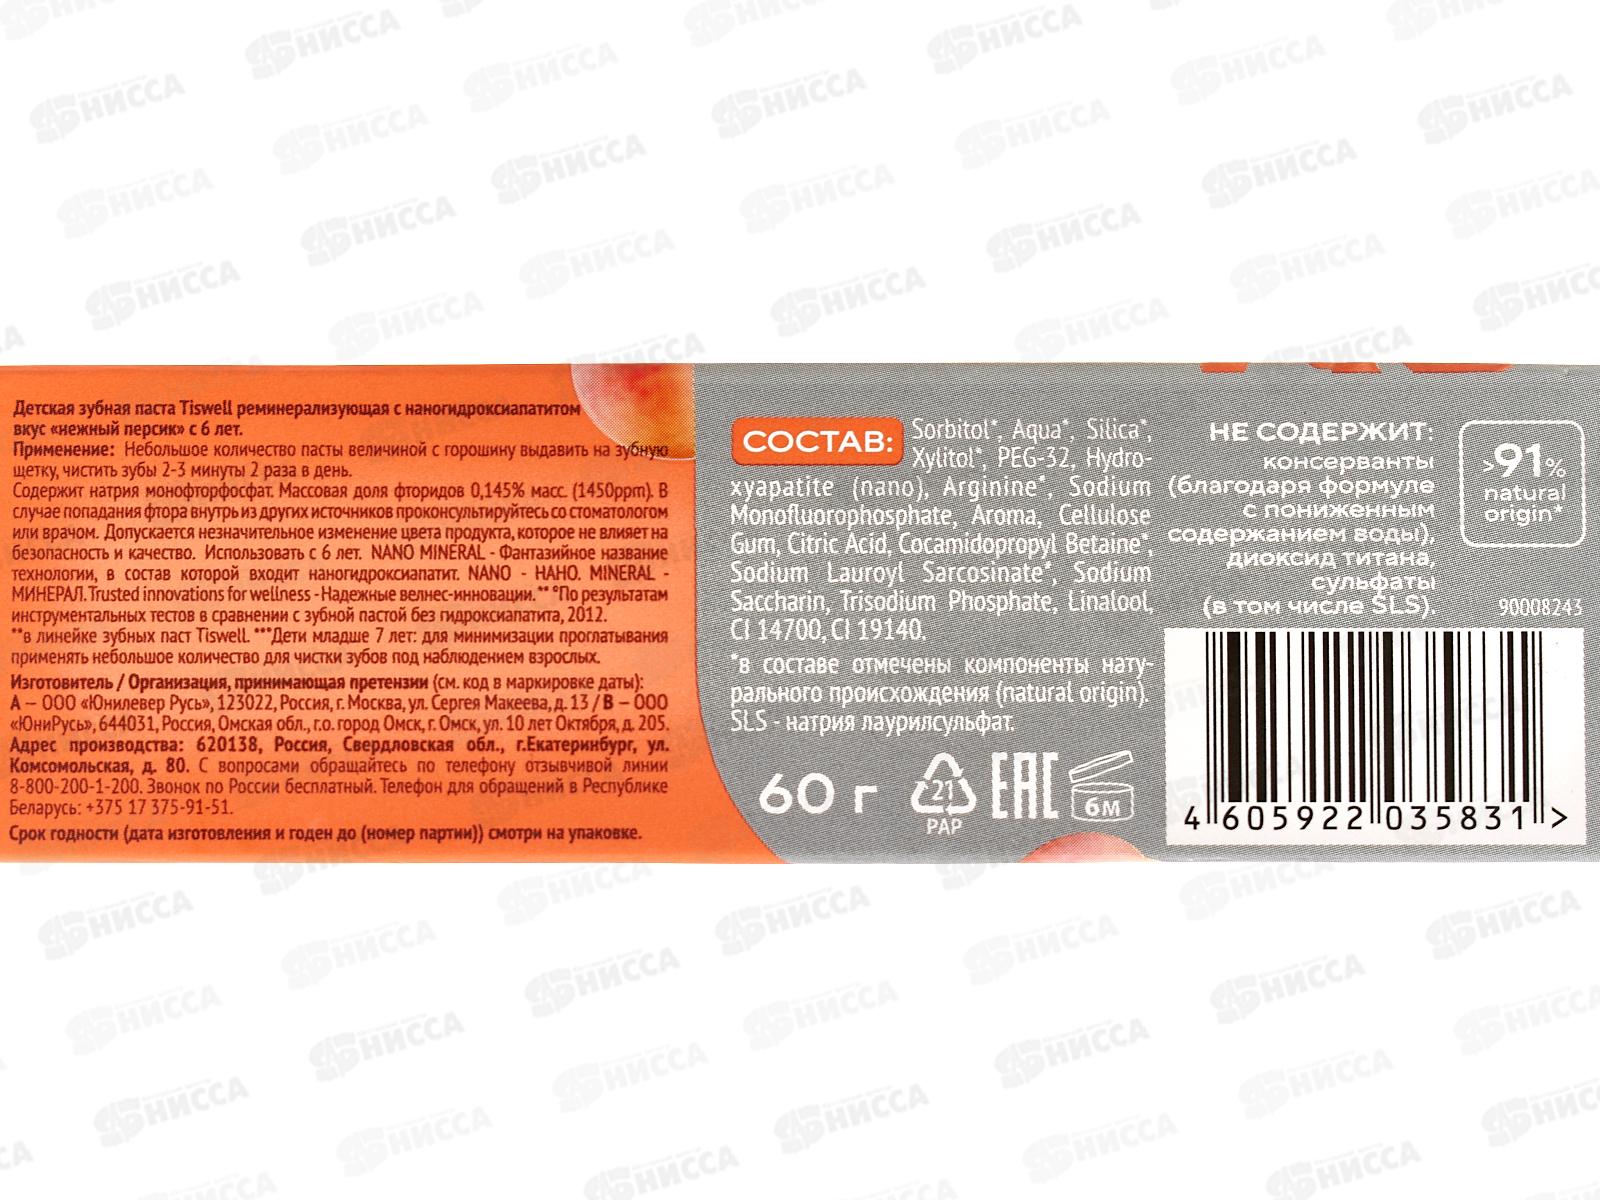 Детская зубная паста Tiswell реминерализующая с наногидроксиапатитом
вкус «нежный персик» с 6 лет.
Применение: Небольшое количество пасты величиной с горошину выдавить на зубную
щетку, чистить зубы 2-3 минуты 2 раза в день.
Содержит натрия монофторфосфат. Массовая доля фторидов 0,145% масс. (1450ppm). В
случае попадания фтора внутрь из других источников проконсультируйтесь со стоматологом
или врачом. Допускается незначительное изменение цвета продукта, которое не влияет на
безопасность и качество. Использовать с 6 лет. NANO MINERAL - Фантазийное название
технологии, в состав которой входит наногидроксиапатит. NANO - НАНО. MINERAL -
МИНЕРАЛ. Trusted innovations for wellness - Надежные велнес-инновации.** °По результатам
инструментальных тестов в сравнении с зубной пастой без гидроксиапатита, 2012.
**в линейке зубных паст Tiswell. ***Дети младше 7 лет: для минимизации проглатывания
применять небольшое количество для чистки зубов под наблюдением взрослых.
Изготовитель / Организация, принимающая претензии (см. код в маркировке даты):
А – ООО «Юнилевер Русь», 123022, Россия, г. Москва, ул. Сергея Макеева, д. 13 / В – ООО
«ЮниРусь», 644031, Россия, Омская обл., г.о. город Омск, г. Омск, ул. 10 лет Октября, д. 205.
Адрес производства: 620138, Россия, Свердловская обл., г.Екатеринбург, ул.
Комсомольская, д. 80. С вопросами обращайтесь по телефону отзывчивой линии
8-800-200-1-200. Звонок по России бесплатный. Телефон для обращений в Республике
Беларусь: +375 17 375-91-51.
Срок годности (дата изготовления и годен до (номер партии)) смотри на упаковке.
СОСТАВ: Sorbitol*, Aqua*, Silica*,
Xylitol*, PEG-32, Hydro-
xyapatite (nano), Arginine*, Sodium
Monofluorophosphate, Aroma, Cellulose
Gum, Citric Acid, Cocamidopropyl Betaine*,
Sodium Lauroyl Sarcosinate*, Sodium
Saccharin, Trisodium Phosphate, Linalool,
CI 14700, CI 19140.
*в составе отмечены компоненты нату-
рального происхождения (natural origin).
SLS - натрия лаурилсульфат.
60 г
21
PAP
EAC
6М
НЕ СОДЕРЖИТ:
консерванты
(благодаря формуле
с пониженным
содержанием воды),
диоксид титана,
сульфаты
(в том числе SLS).
>91%
natural
origin*
90008243
4 605922 035831 >